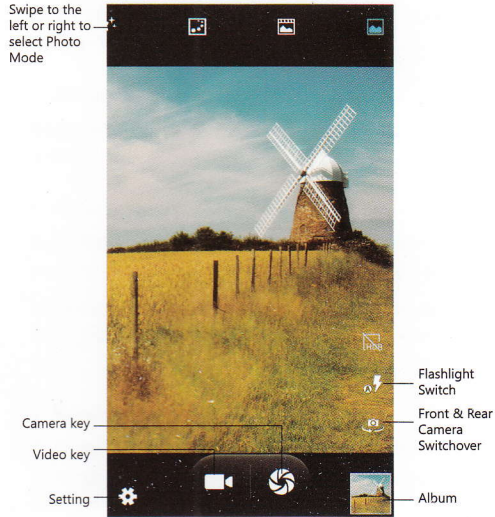 Swipe to the
left or right to
select Photo
Mode
HDR
A
Flashlight
Switch
Front & Rear
Camera
Switchover
Camera key
Video key
Setting
Album